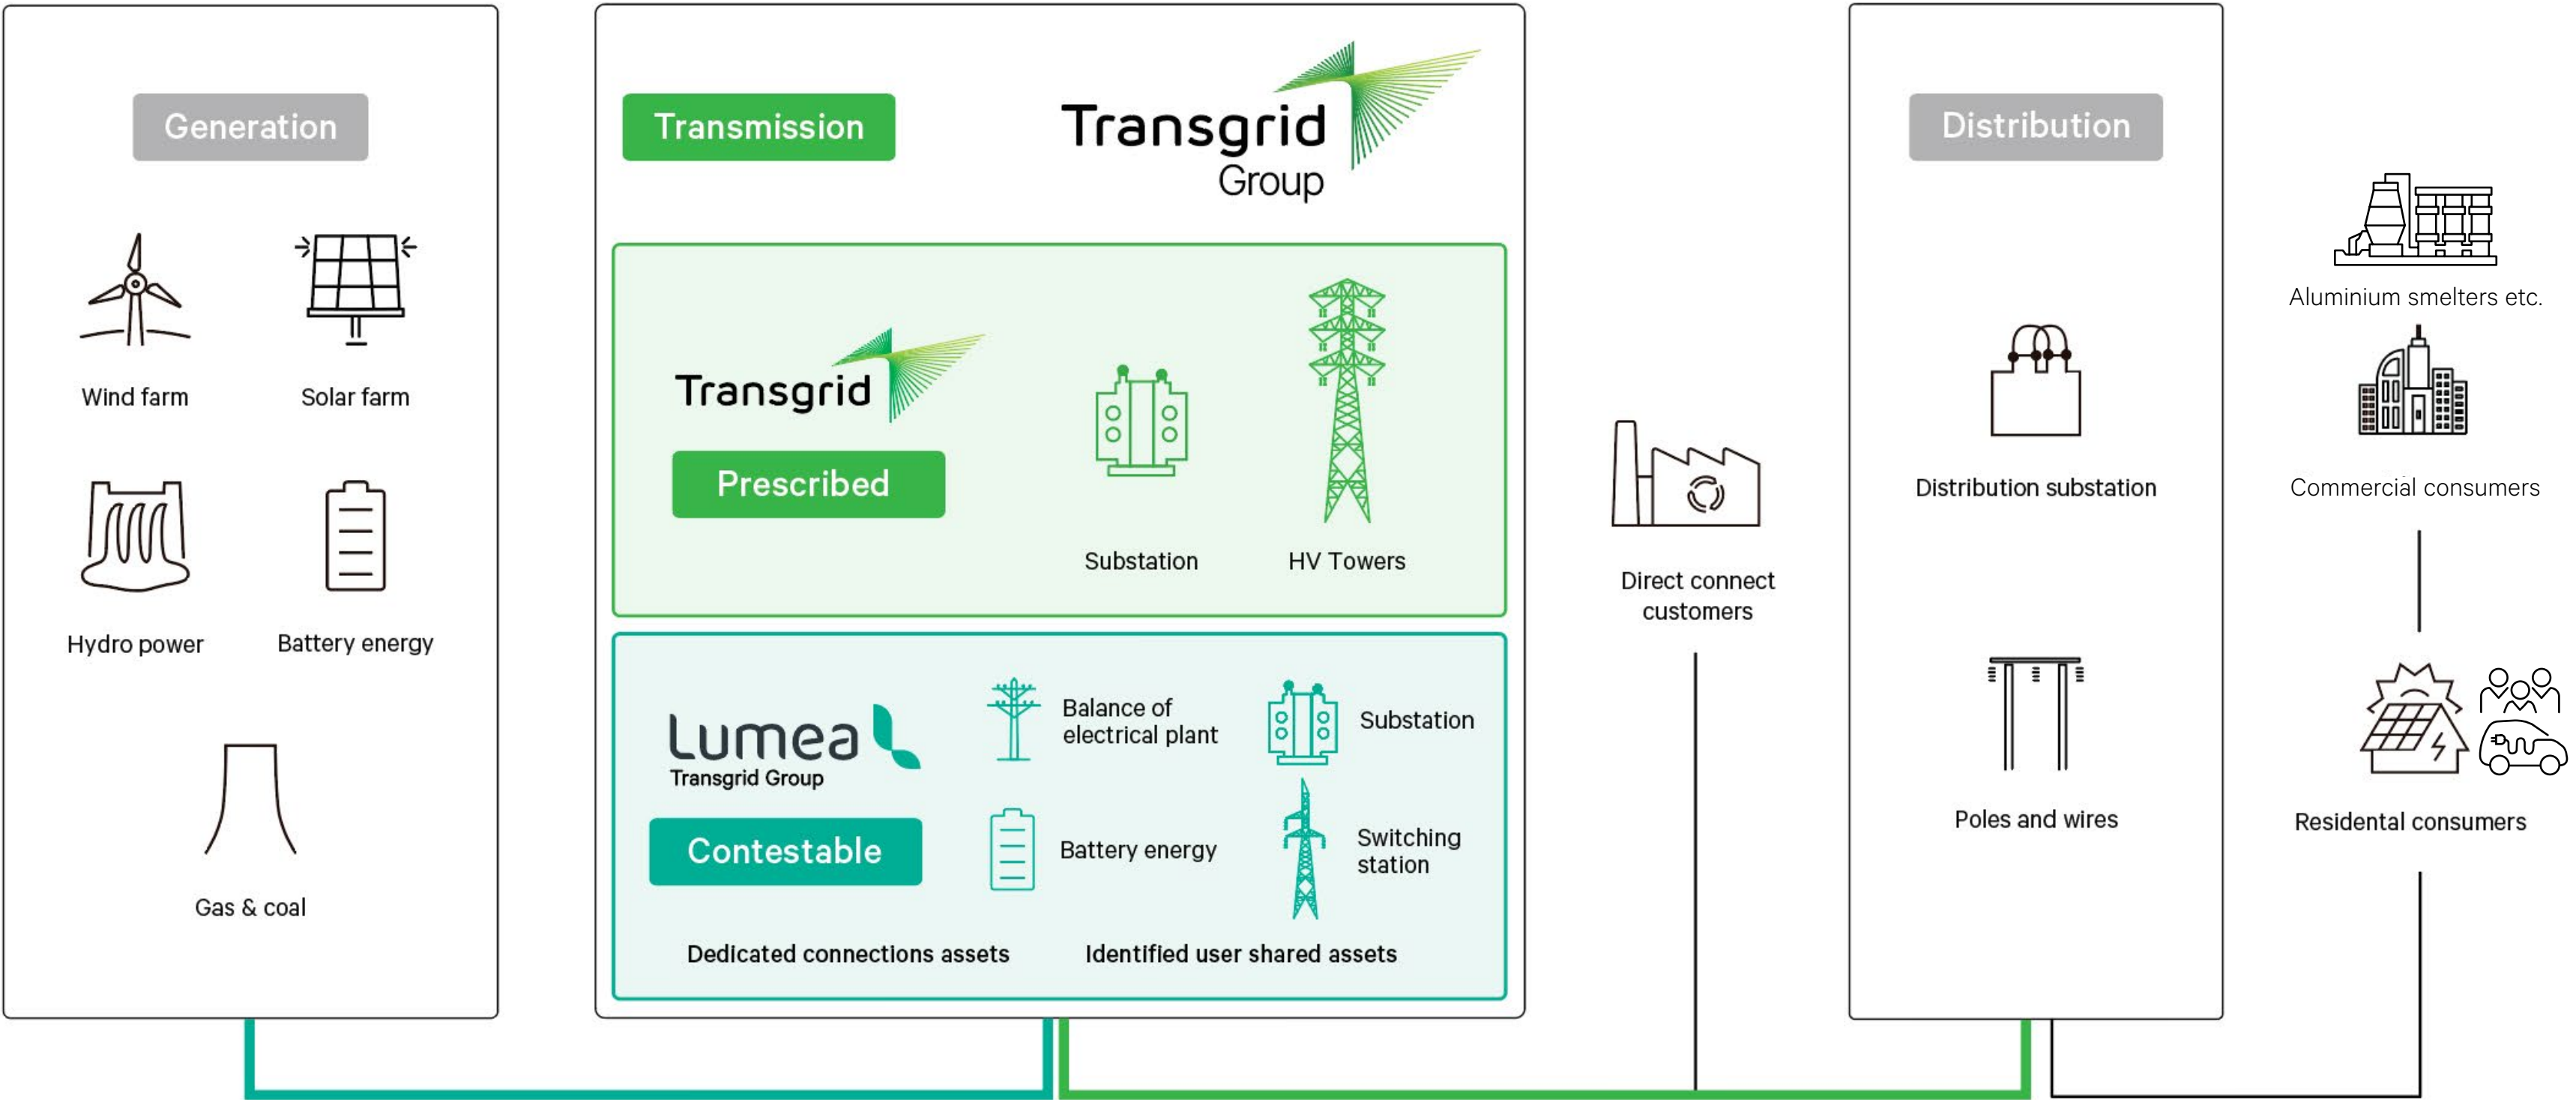 Generation
Wind farm
Solar farm
Hydro power
Battery energy
Gas & coal
Transmission
Transgrid
Group
Transgrid
Prescribed
Substation
HV Towers
Lumea
Transgrid Group
Contestable
Balance of
electrical plant
Substation
Battery energy
Switching
station
Dedicated connections assets
Identified user shared assets
Direct connect
customers
Distribution
Distribution substation
Poles and wires
Aluminium smelters etc.
Commercial consumers
Residental consumers